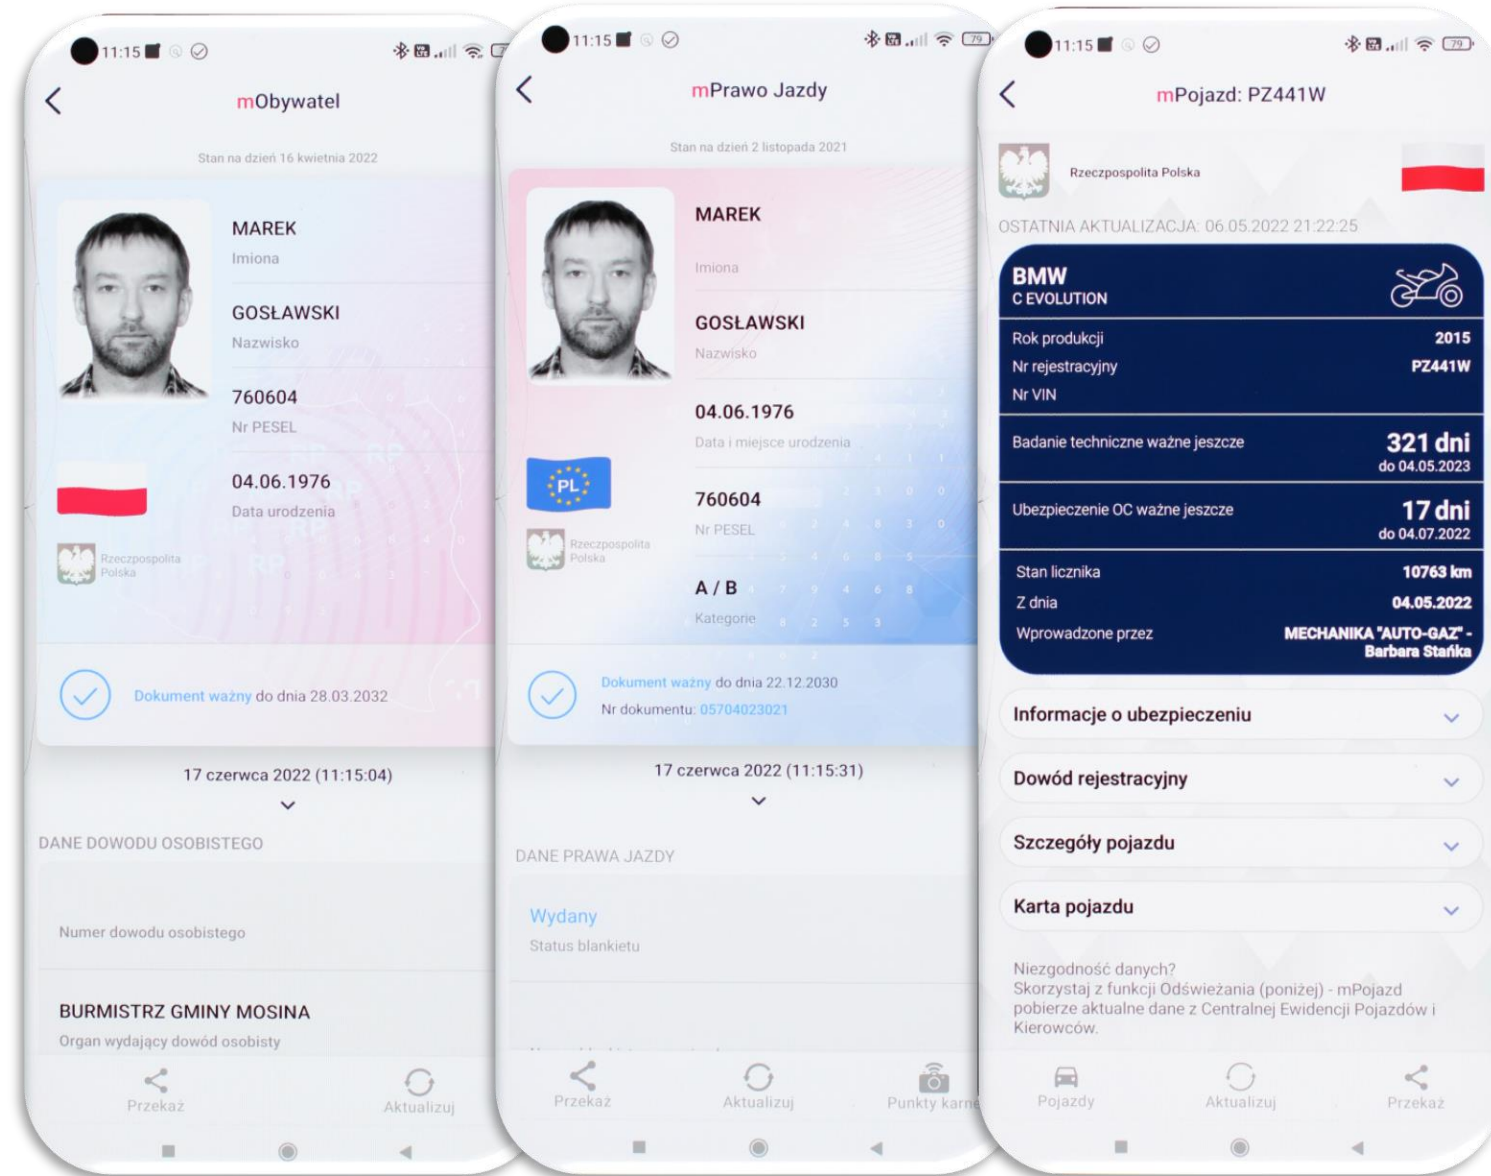 11:15
mObywatel
Stan na dzień 16 kwietnia 2022
MAREK
Imiona
GOSŁAWSKI
Nazwisko
760604
Nr PESEL
04.06.1976
Data urodzenia
Rzeczpospolita
Polska
Dokument ważny do dnia 28.03.2032
17 czerwca 2022 (11:15:04)
DANE DOWODU OSOBISTEGO
Numer dowodu osobistego
BURMISTRZ GMINY MOSINA
Organ wydający dowód osobisty
Przekaż
Aktualizuj
11:15
79
mPrawo Jazdy
Stan na dzień 2 listopada 2021
MAREK
Imiona
GOSŁAWSKI
Nazwisko
04.06.1976
Data i miejsce urodzenia
PL
760604
Nr PESEL
Rzeczpospolita
Polska
A / B
Kategorie
Dokument ważny do dnia 22.12.2030
Nr dokumentu: 05704023021
17 czerwca 2022 (11:15:31)
DANE PRAWA JAZDY
Wydany
Status blankietu
Przekaż
Aktualizuj
Punkty karne
11:15
79
mPojazd: PZ441W
Rzeczpospolita Polska
OSTATNIA AKTUALIZACJA: 06.05.2022 21:22:25
BMW
C EVOLUTION
Rok produkcji 2015
Nr rejestracyjny PZ441W
Nr VIN
Badanie techniczne ważne jeszcze 321 dni
do 04.05.2023
Ubezpieczenie OC ważne jeszcze 17 dni
do 04.07.2022
Stan licznika 10763 km
Z dnia 04.05.2022
Wprowadzone przez MECHANIKA "AUTO-GAZ" -
Barbara Stańka
Informacje o ubezpieczeniu
Dowód rejestracyjny
Szczegóły pojazdu
Karta pojazdu
Niezgodność danych?
Skorzystaj z funkcji Odświeżania (poniżej) - mPojazd
pobierze aktualne dane z Centralnej Ewidencji Pojazdów i
Kierowców.
Pojazdy
Aktualizuj
Przekaż